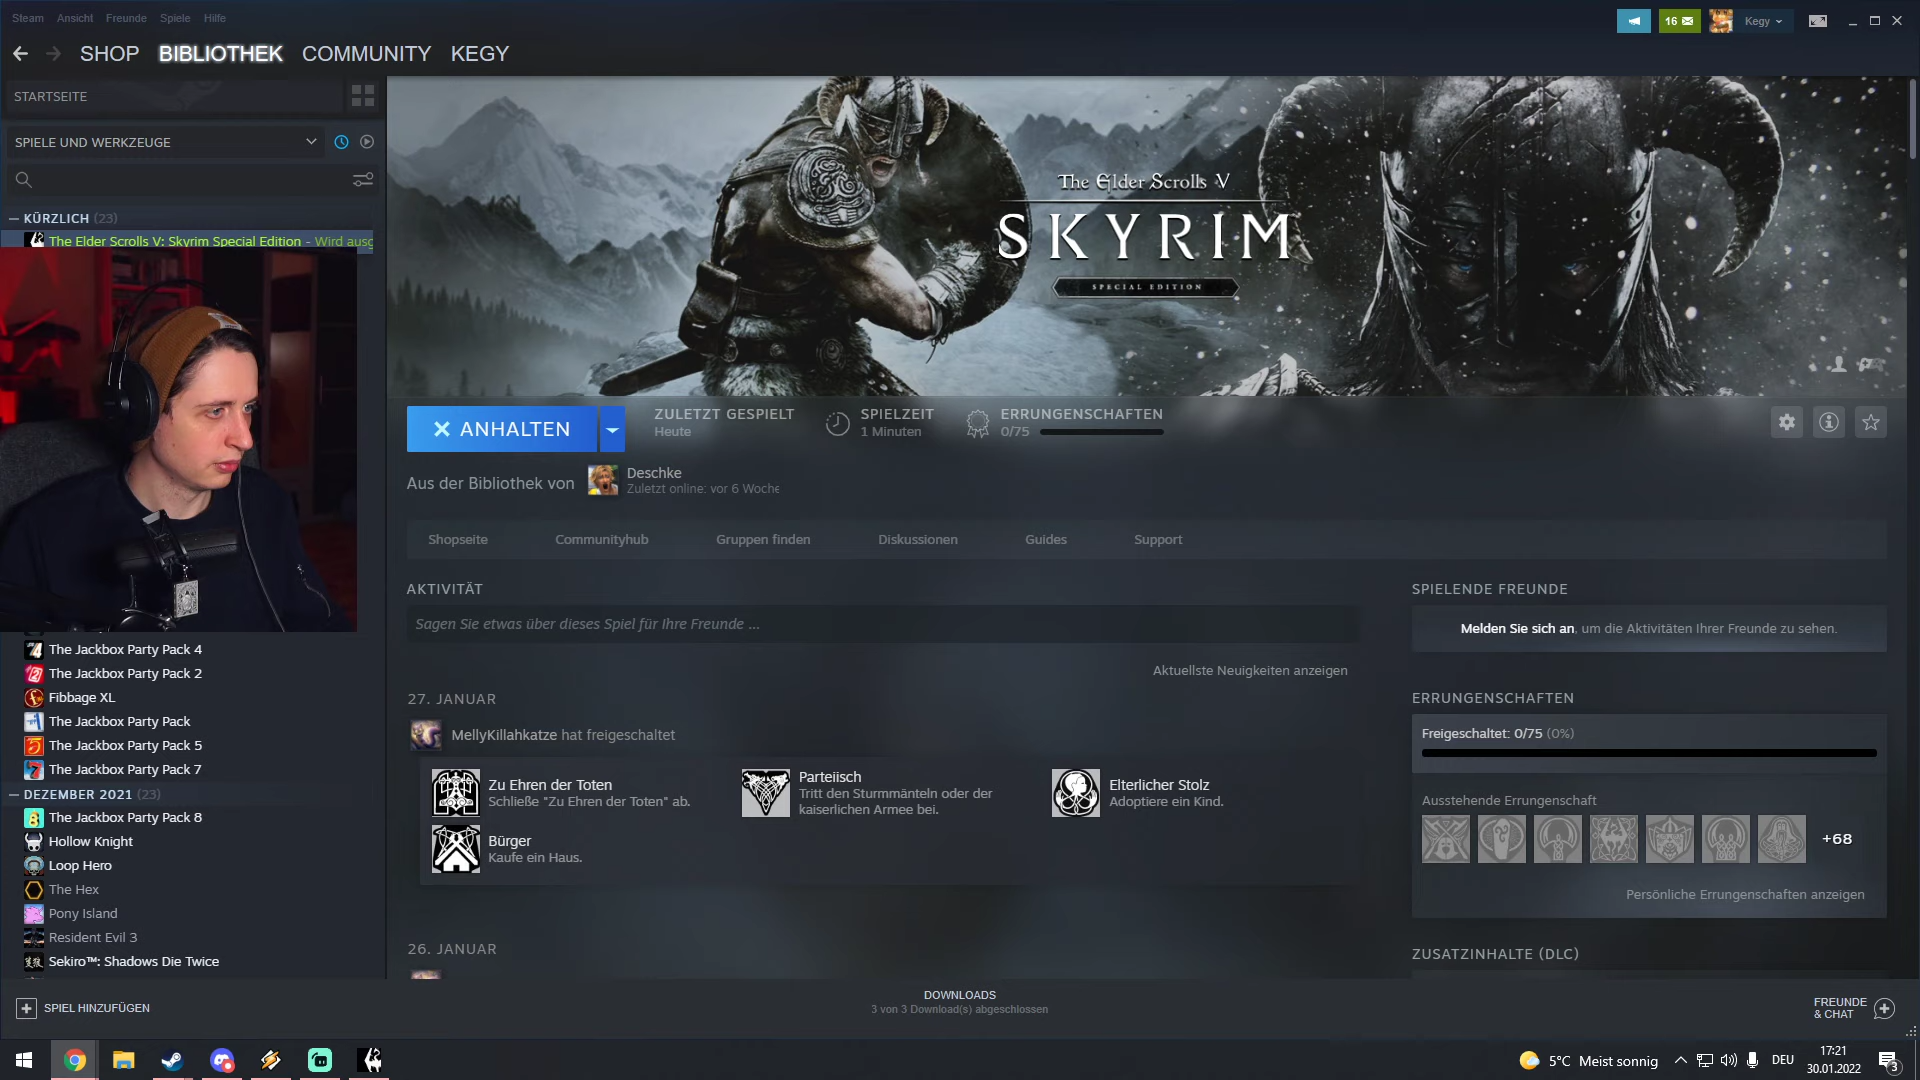 Steam Ansicht Freunde Spiele Hilfe
16
Kegy
SHOP BIBLIOTHEK COMMUNITY KEGY
STARTSEITE
SPIELE UND WERKZEUGE
— KÜRZLICH (23)
The Elder Scrolls V: Skyrim Special Edition - Wird ausg
The Jackbox Party Pack 4
The Jackbox Party Pack 2
Fibbage XL
The Jackbox Party Pack
The Jackbox Party Pack 5
The Jackbox Party Pack 7
— DEZEMBER 2021 (23)
The Jackbox Party Pack 8
Hollow Knight
Loop Hero
The Hex
Pony Island
Resident Evil 3
Sekiro™: Shadows Die Twice
The Elder Scrolls V
SKYRIM
SPECIAL EDITION
ANHALTEN
ZULETZT GESPIELT
Heute
SPIELZEIT
1 Minuten
ERRUNGENSCHAFTEN
0/75
Aus der Bibliothek von
Deschke
Zuletzt online: vor 6 Woche
Shopseite Communityhub Gruppen finden Diskussionen Guides Support
AKTIVITÄT
Sagen Sie etwas über dieses Spiel für Ihre Freunde ...
Aktuellste Neuigkeiten anzeigen
27. JANUAR
MellyKillahkatze hat freigeschaltet
Zu Ehren der Toten
Schließe "Zu Ehren der Toten" ab.
Parteiisch
Tritt den Sturmmänteln oder der
kaiserlichen Armee bei.
Elterlicher Stolz
Adoptiere ein Kind.
Bürger
Kaufe ein Haus.
26. JANUAR
SPIELENDE FREUNDE
Melden Sie sich an, um die Aktivitäten Ihrer Freunde zu sehen.
ERRUNGENSCHAFTEN
Freigeschaltet: 0/75 (0%)
Ausstehende Errungenschaft
+68
Persönliche Errungenschaften anzeigen
ZUSATZINHALTE (DLC)
SPIEL HINZUFÜGEN
DOWNLOADS
3 von 3 Download(s) abgeschlossen
FREUNDE
& CHAT
5°C Meist sonnig
DEU
17:21
30.01.2022
3